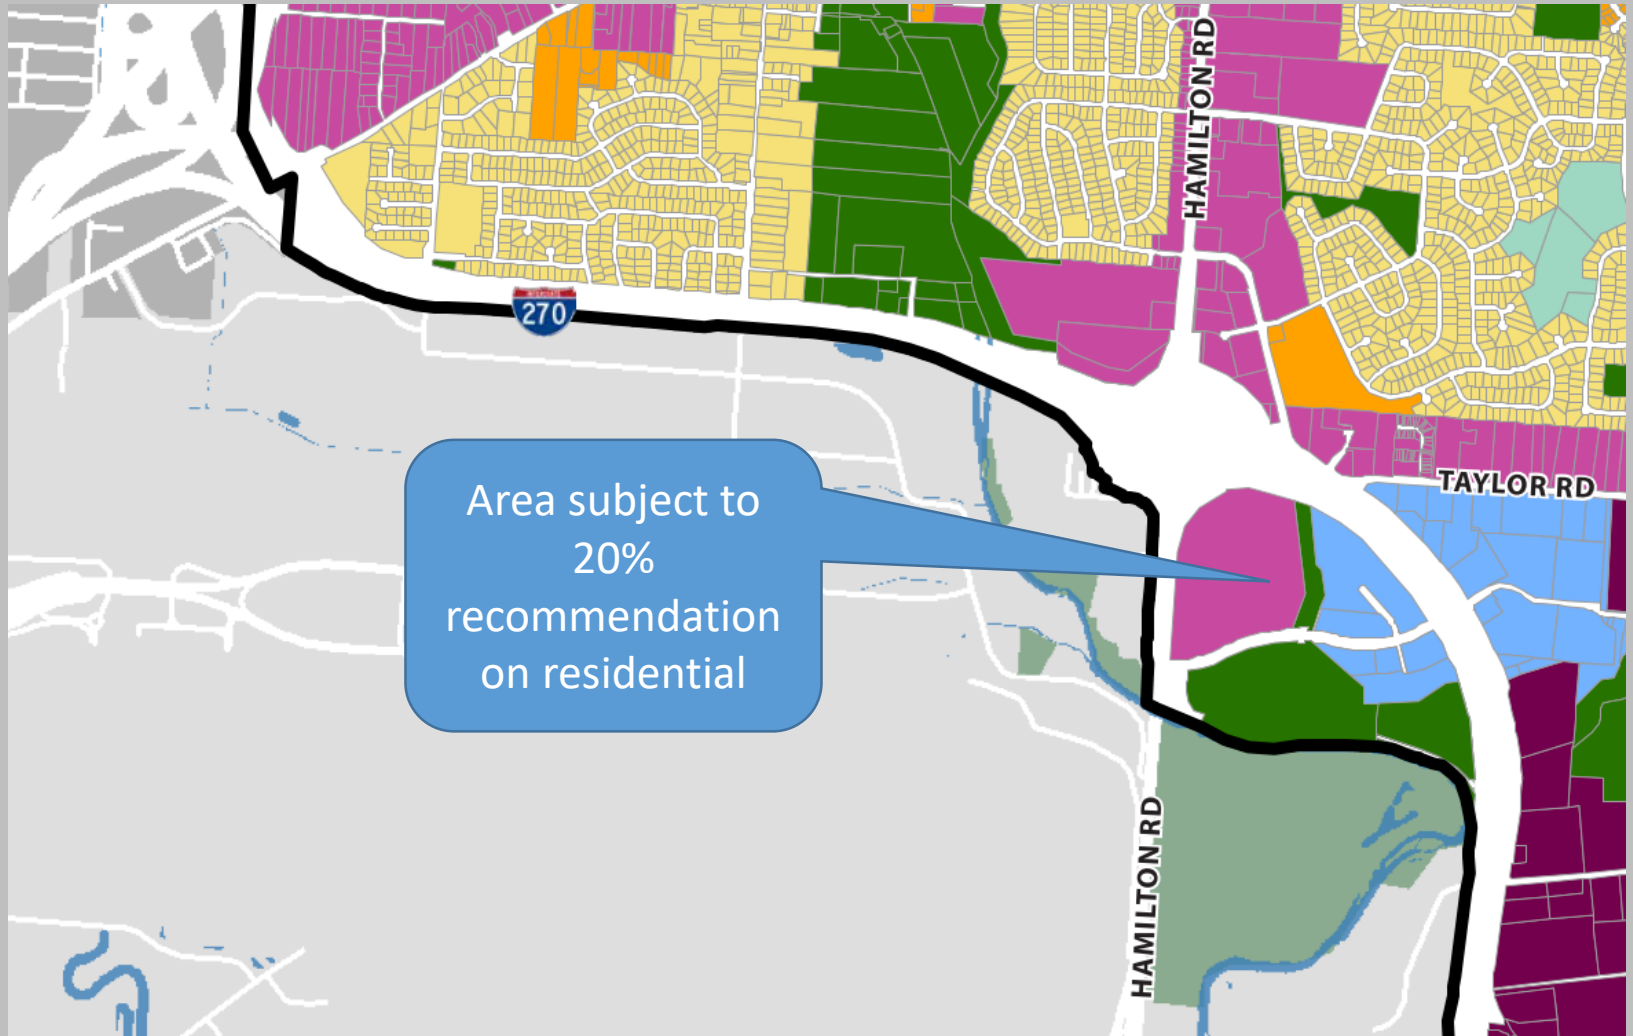 HAMILTON RD
270
TAYLOR RD
Area subject to
20%
recommendation
on residential
HAMILTON RD